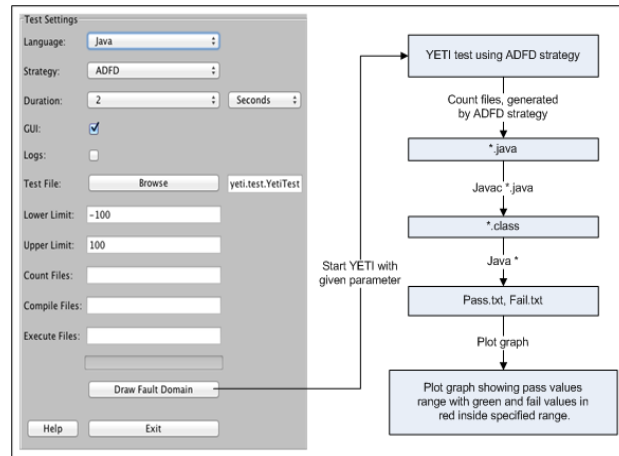 Test Settings
Language:
Java
Strategy:
ADFD
Duration:
2
Seconds
GUI:
Logs:
Test File:
Browse
yeti.test.YetiTest
Lower Limit:
-100
Upper Limit:
100
Count Files:
Compile Files:
Execute Files:
Draw Fault Domain
Help
Exit
Start YETI with
given parameter
YETI test using ADFD strategy
Count files, generated
by ADFD strategy
*.java
Javac *.java
*.class
Java *
Pass.txt, Fail.txt
Plot graph
Plot graph showing pass values
range with green and fail values in
red inside specified range.